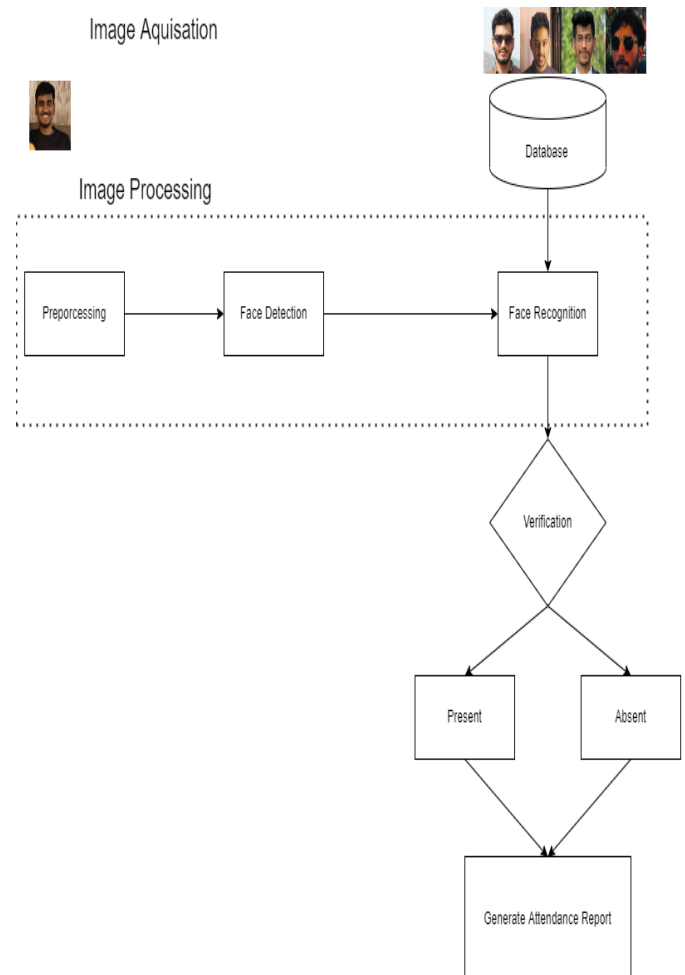 Image Aquisation
Database
Image Processing
Preporcessing
Face Detection
Face Recognition
Verification
Present
Absent
Generate Attendance Report